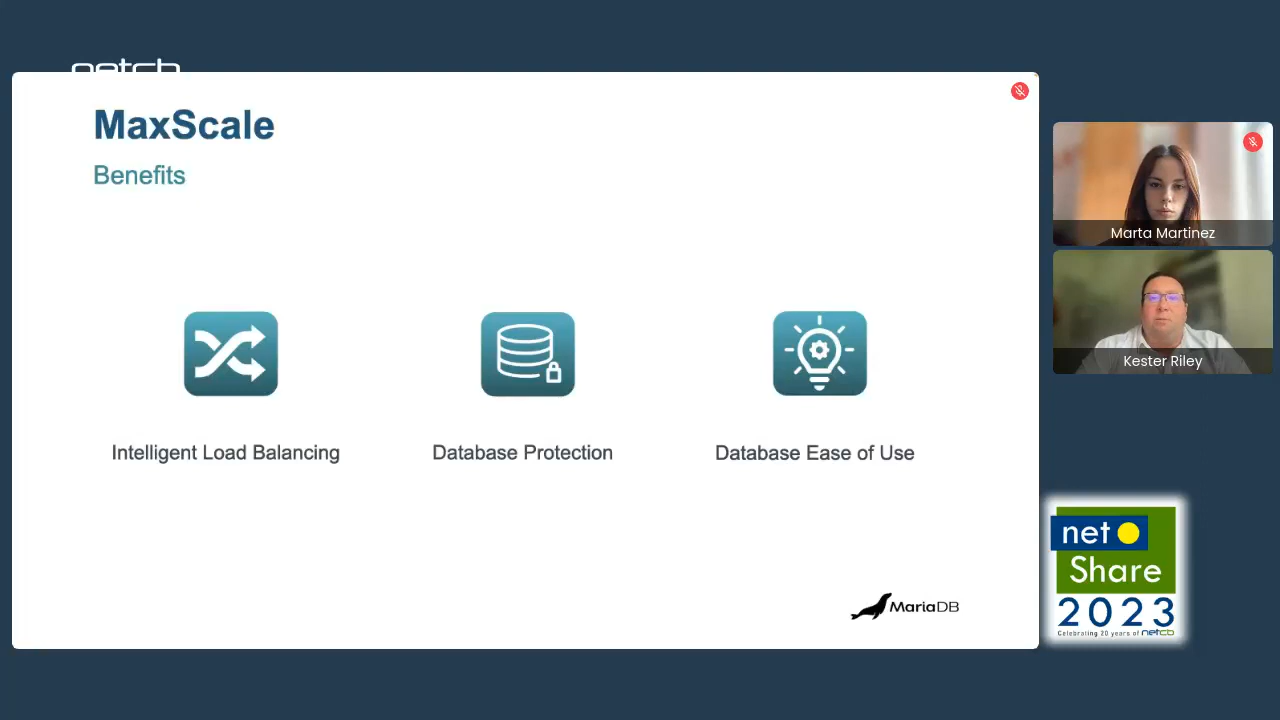 netcb
MaxScale
Benefits
Intelligent Load Balancing
Database Protection
Database Ease of Use
MariaDB
Marta Martinez
Kester Riley
net
Share
2023
Celebrating 20 years of netcb